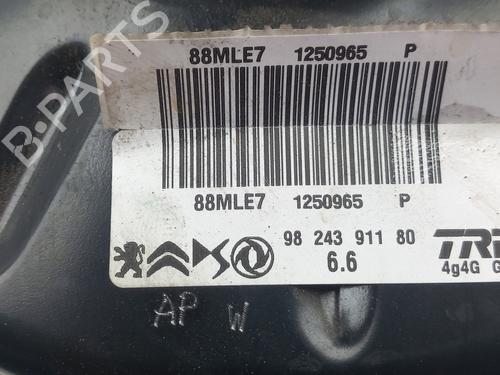 88MLE7 1250965 P
B-PARTS
88MLE7 1250965 P
98 243 911 80
6.6
TR
4g4G G
AP W